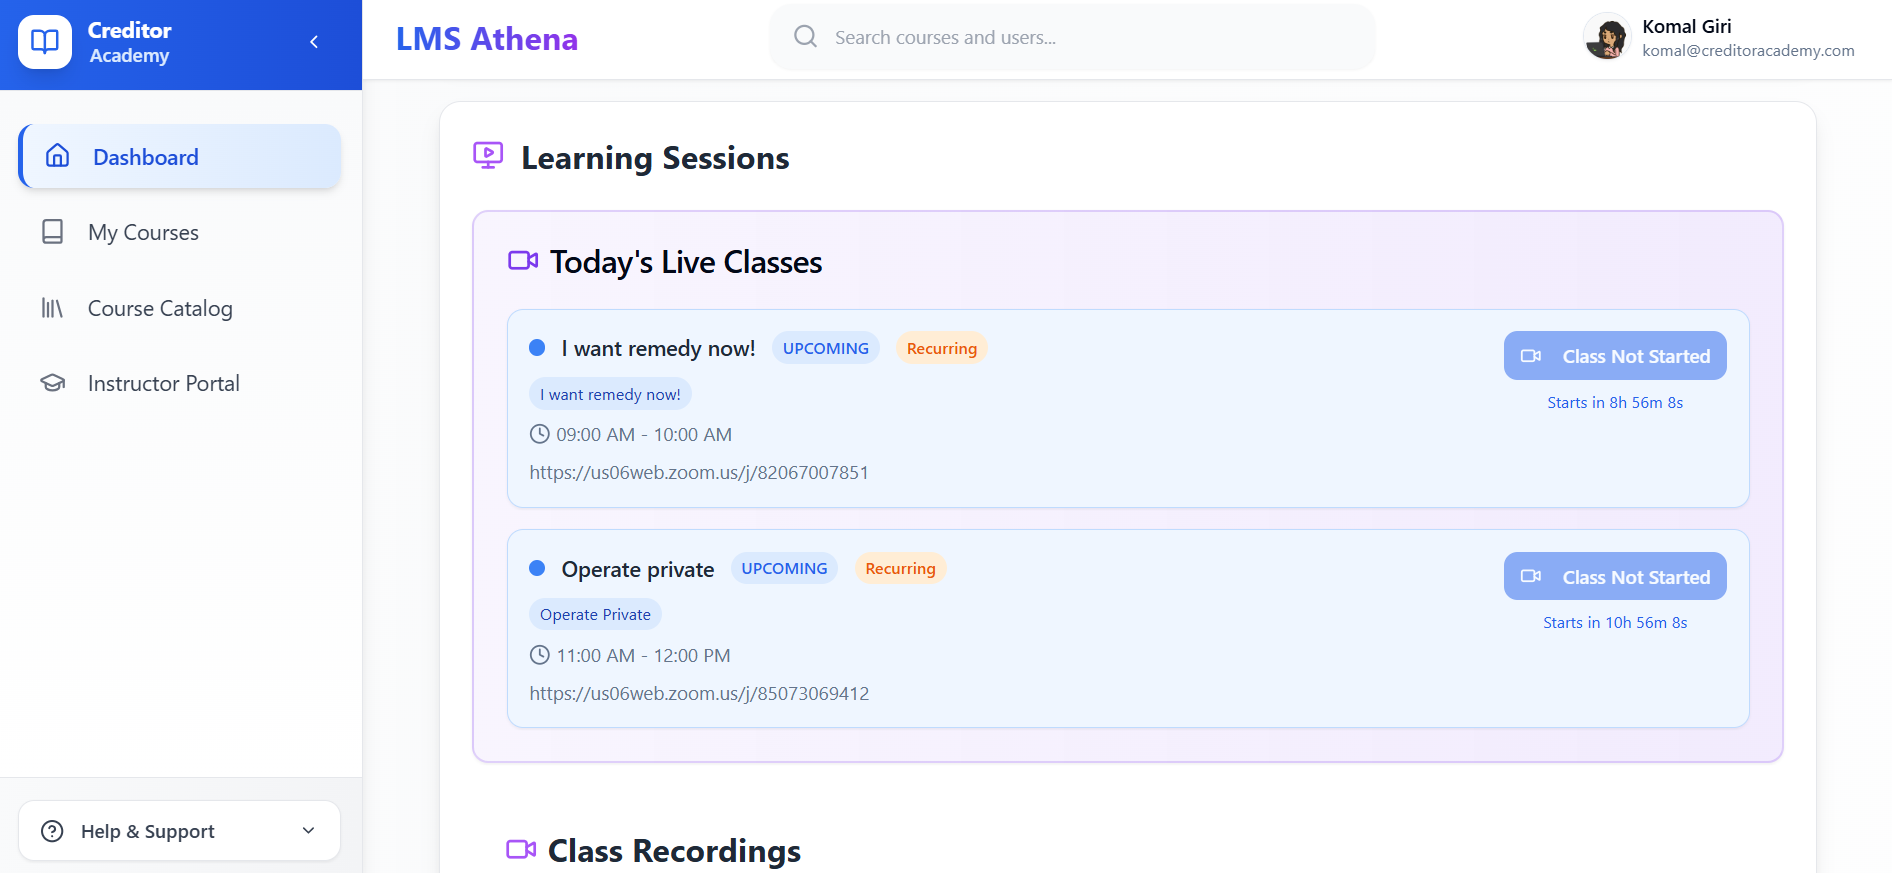 Creditor
Academy
LMS Athena
Search courses and users...
Komal Giri
komal@creditoracademy.com
Dashboard
My Courses
Course Catalog
Instructor Portal
Help & Support
Learning Sessions
Today's Live Classes
I want remedy now! UPCOMING Recurring
Class Not Started
I want remedy now!
Starts in 8h 56m 8s
09:00 AM - 10:00 AM
https://us06web.zoom.us/j/82067007851
Operate private UPCOMING Recurring
Class Not Started
Operate Private
Starts in 10h 56m 8s
11:00 AM - 12:00 PM
https://us06web.zoom.us/j/85073069412
Class Recordings